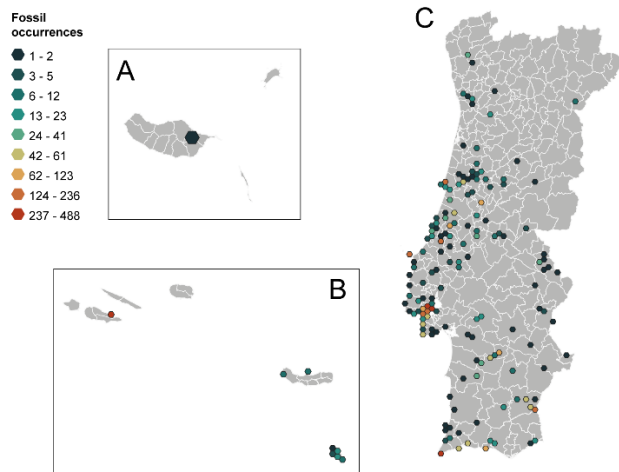 Fossil
occurrences
1 - 2
3 - 5
6 - 12
13 - 23
24 - 41
42 - 61
62 - 123
124 - 236
237 - 488
A
B
C